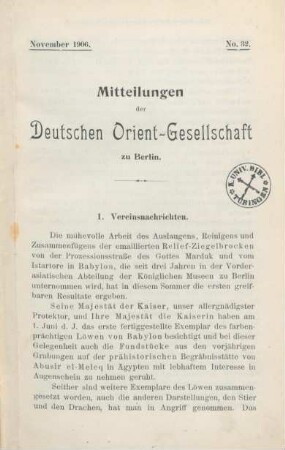 November 1906.
No. 32.
Mitteilungen
der
Deutschen Orient-Gesellschaft
zu Berlin.
K. UNIV. BIBL.
TÜBINGEN
1. Vereinsnachrichten.
Die mühevolle Arbeit des Auslaugens, Reinigens und
Zusammenfügens der emaillierten Relief-Ziegelbrocken
von der Prozessionsstraße des Gottes Marduk und vom
Istartore in Babylon, die seit drei Jahren in der Vorder-
asiatischen Abteilung der Königlichen Museen zu Berlin
unternommen wird, hat in diesem Sommer die ersten greif-
baren Resultate ergeben.
Seine Majestät der Kaiser, unser allergnädigster
Protektor, und Ihre Majestät die Kaiserin haben am
1. Juni d. J. das erste fertiggestellte Exemplar des farben-
prächtigen Löwen von Babylon besichtigt und bei dieser
Gelegenheit auch die Fundstücke aus den vorjährigen
Grabungen auf der prähistorischen Begräbnisstätte von
Abusir el-Meleq in Ägypten mit lebhaftem Interesse in
Augenschein zu nehmen geruht.
Seither sind weitere Exemplare des Löwen zusammen-
gesetzt worden, auch die anderen Darstellungen, den Stier
und den Drachen, hat man in Angriff genommen. Das